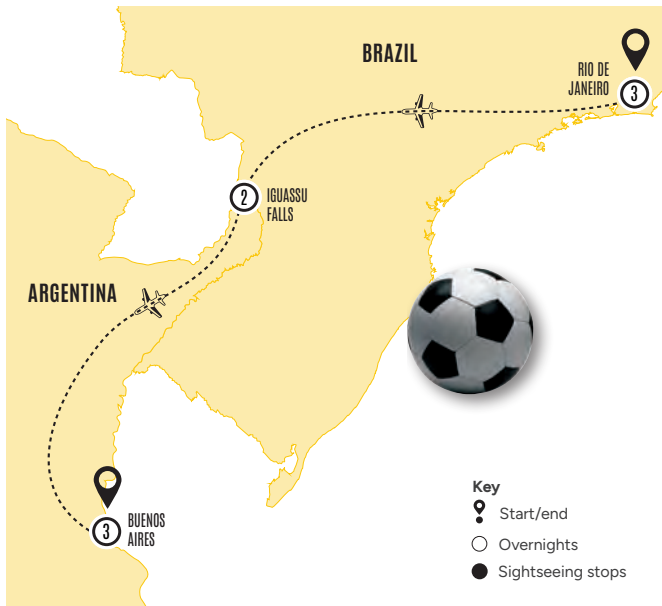 BRAZIL
RIO DE
JANEIRO
3
2
IGUASSU
FALLS
ARGENTINA
3
BUENOS
AIRES
Key
Start/end
Overnights
Sightseeing stops